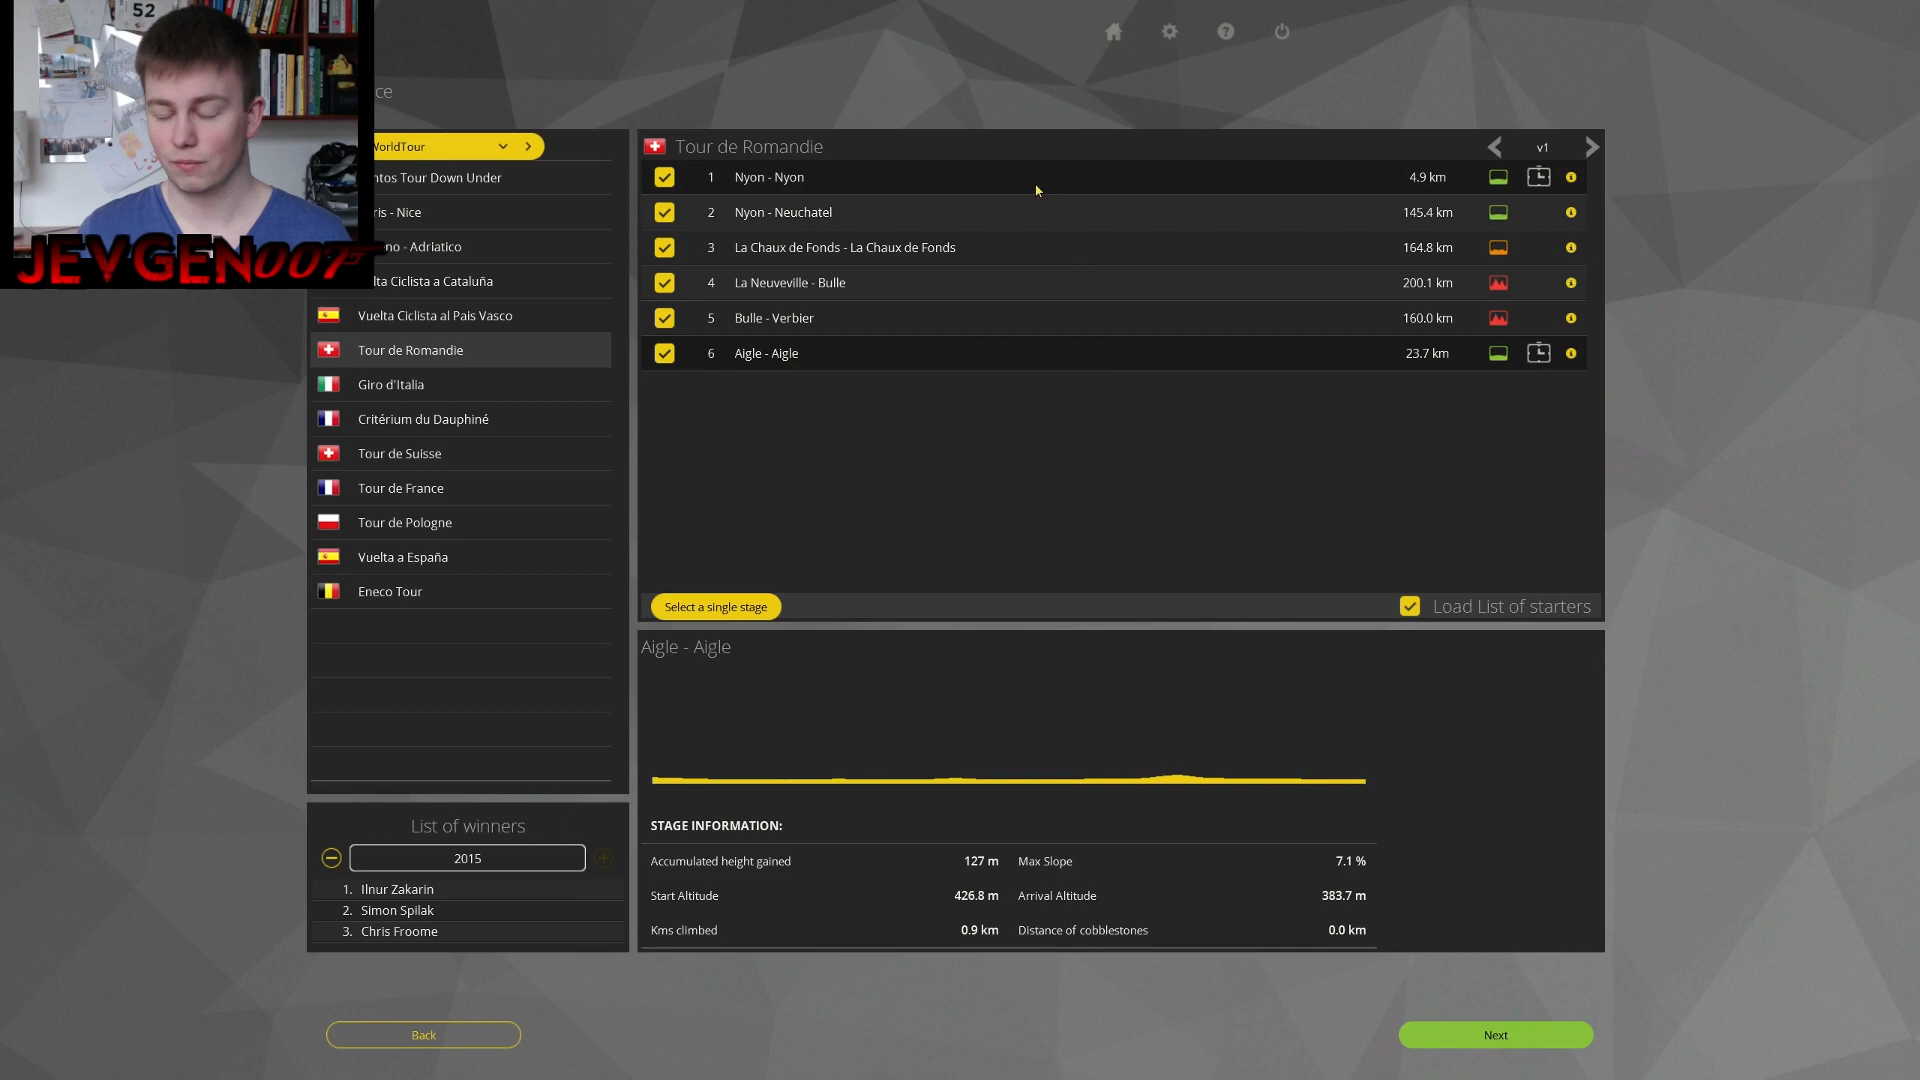 52
ce
WorldTour
ntos Tour Down Under
ris - Nice
no - Adriatico
lta Ciclista a Cataluña
Vuelta Ciclista al Pais Vasco
Tour de Romandie
Giro d'Italia
Critérium du Dauphiné
Tour de Suisse
Tour de France
Tour de Pologne
Vuelta a España
Eneco Tour
JEVGEN007
List of winners
2015
1. Ilnur Zakarin
2. Simon Spilak
3. Chris Froome
Tour de Romandie v1
1 Nyon - Nyon 4.9 km
2 Nyon - Neuchatel 145.4 km
3 La Chaux de Fonds - La Chaux de Fonds 164.8 km
4 La Neuveville - Bulle 200.1 km
5 Bulle - Verbier 160.0 km
6 Aigle - Aigle 23.7 km
Select a single stage Load List of starters
Aigle - Aigle
STAGE INFORMATION:
Accumulated height gained 127 m Max Slope 7.1 %
Start Altitude 426.8 m Arrival Altitude 383.7 m
Kms climbed 0.9 km Distance of cobblestones 0.0 km
Back Next